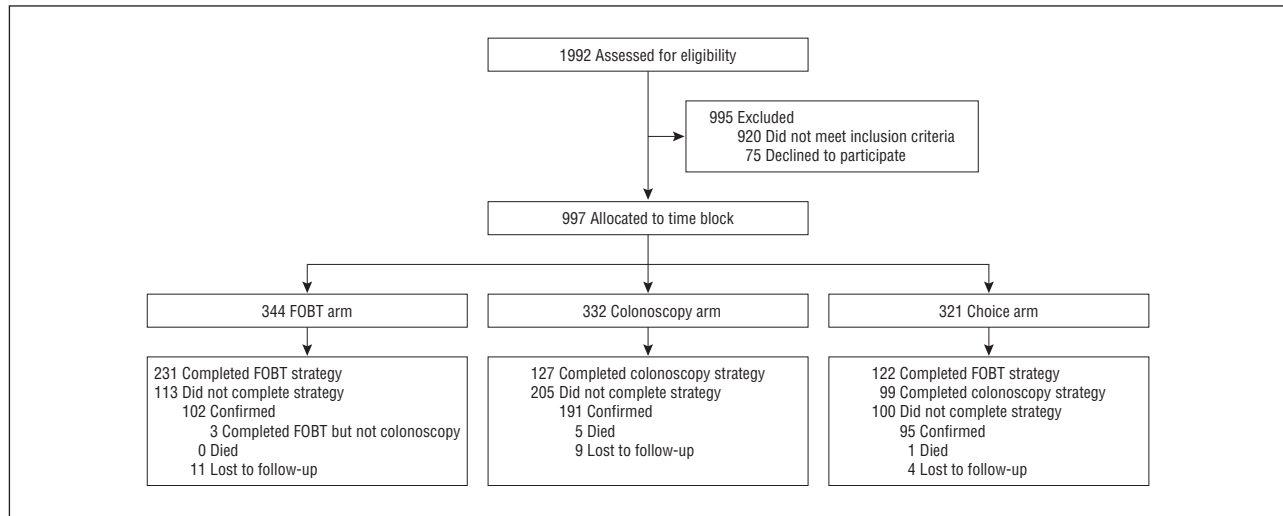 1992 Assessed for eligibility
995 Excluded
920 Did not meet inclusion criteria
75 Declined to participate
997 Allocated to time block
344 FOBT arm
332 Colonoscopy arm
321 Choice arm
231 Completed FOBT strategy
113 Did not complete strategy
102 Confirmed
3 Completed FOBT but not colonoscopy
0 Died
11 Lost to follow-up
127 Completed colonoscopy strategy
205 Did not complete strategy
191 Confirmed
5 Died
9 Lost to follow-up
122 Completed FOBT strategy
99 Completed colonoscopy strategy
100 Did not complete strategy
95 Confirmed
1 Died
4 Lost to follow-up